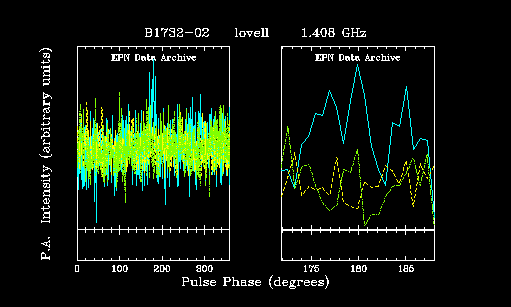 B1732-02 lovell 1.408 GHz
EPN Data Archive EPN Data Archive
P.A. Intensity (arbitrary units)
0 100 200 300 175 180 185
Pulse Phase (degrees)